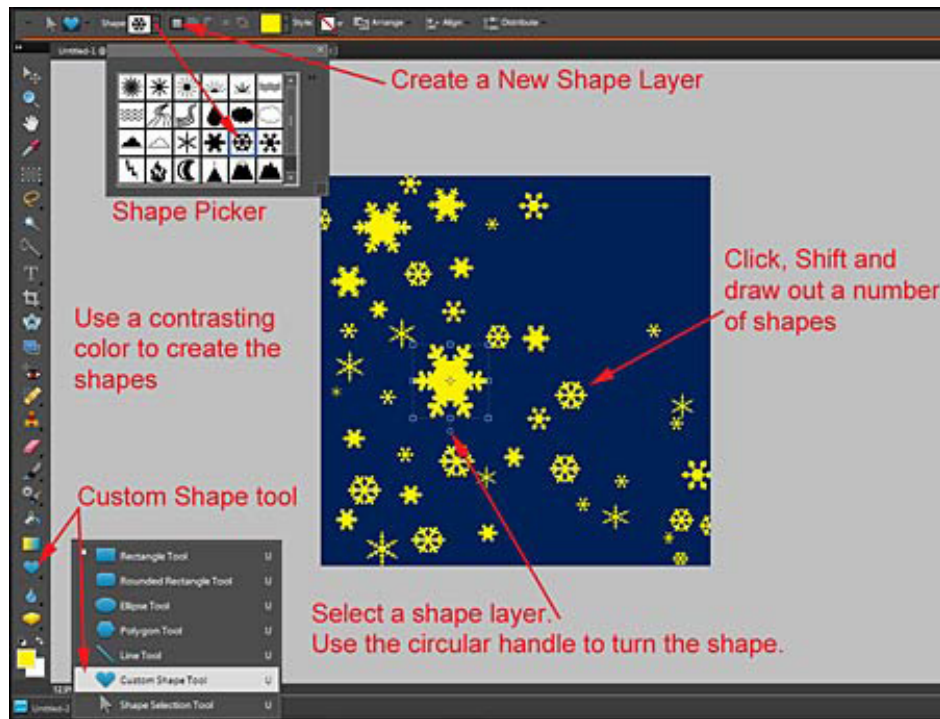 Shape
Style
Arrange
Align
Distribute
Create a New Shape Layer
Shape Picker
Use a contrasting
color to create the
shapes
Click, Shift and
draw out a number
of shapes
Custom Shape tool
T
Rectangle Tool U
Rounded Rectangle Tool U
Ellipse Tool U
Polygon Tool U
Line Tool U
Custom Shape Tool U
Shape Selection Tool U
Select a shape layer.
Use the circular handle to turn the shape.